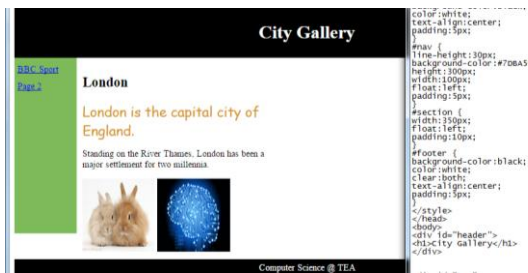 City Gallery
BBC Sport
Page 2
London
London is the capital city of
England.
Standing on the River Thames, London has been a
major settlement for two millennia.
Computer Science @ TEA
color:white;
text-align:center;
padding:5px;
}
#nav {
line-height:30px;
background-color:#7DBA5
height:300px;
width:100px;
float:left;
padding:5px;
}
#section {
width:350px;
float:left;
padding:10px;
}
#footer {
background-color:black;
color:white;
clear:both;
text-align:center;
padding:5px;
}
</style>
</head>
<body>
<div id="header">
<h1>City Gallery</h1>
</div>